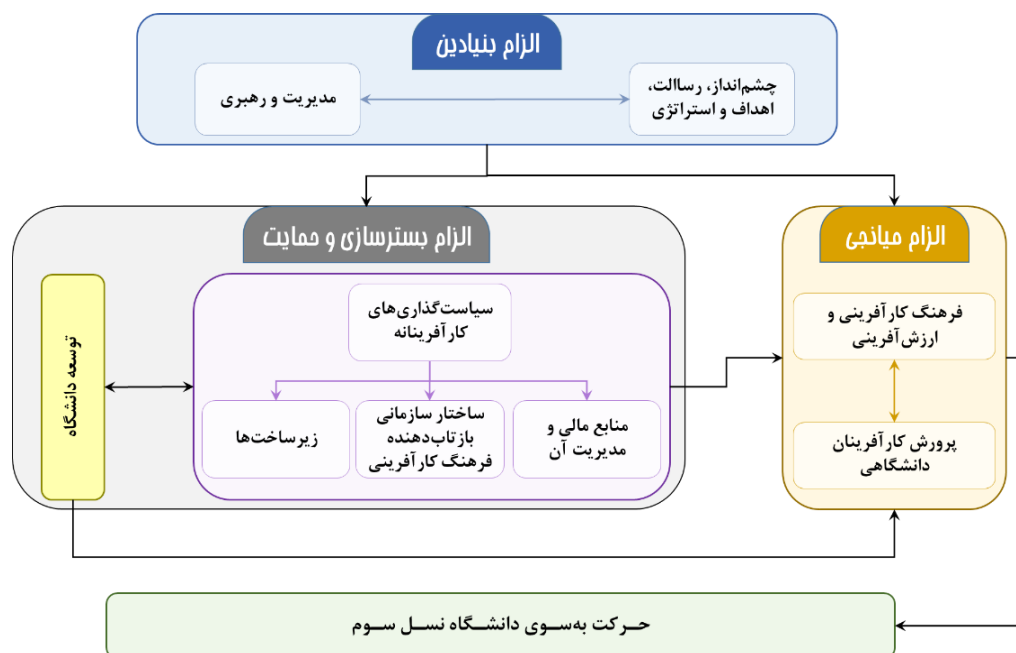 الزام بنیادین
چشم‌انداز، رساالت،
اهداف و استراتژی
مدیریت و رهبری
الزام میانجی
فرهنگ کارآفرینی و
ارزش‌آفرینی
پرورش کارآفرینان
دانشگاهی
الزام بسترسازی و حمایت
سیاست‌گذاری‌های
کارآفرینانه
منابع مالی و
مدیریت آن
ساختار سازمانی
بازتاب‌دهنده
فرهنگ کارآفرینی
زیرساخت‌ها
توسعه دانشگاه
حـرکت به‌سـوی دانشـگاه نسـل سـوم